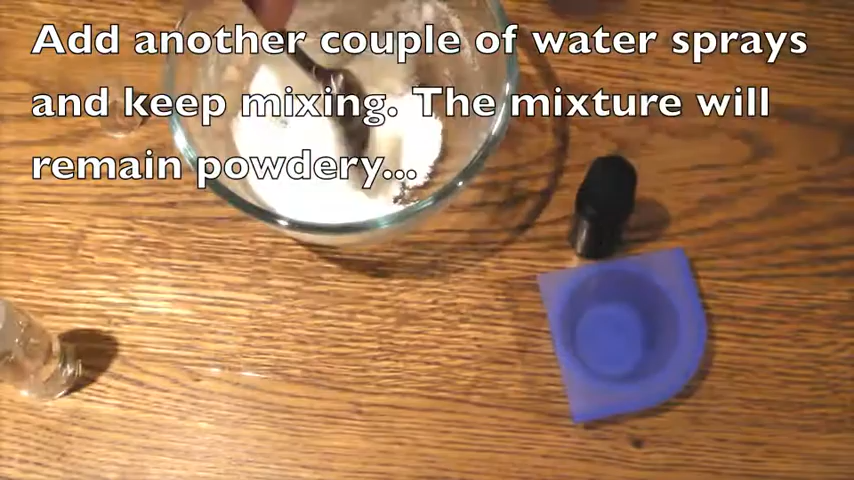 Add another couple of water sprays
and keep mixing. The mixture will
remain powdery...